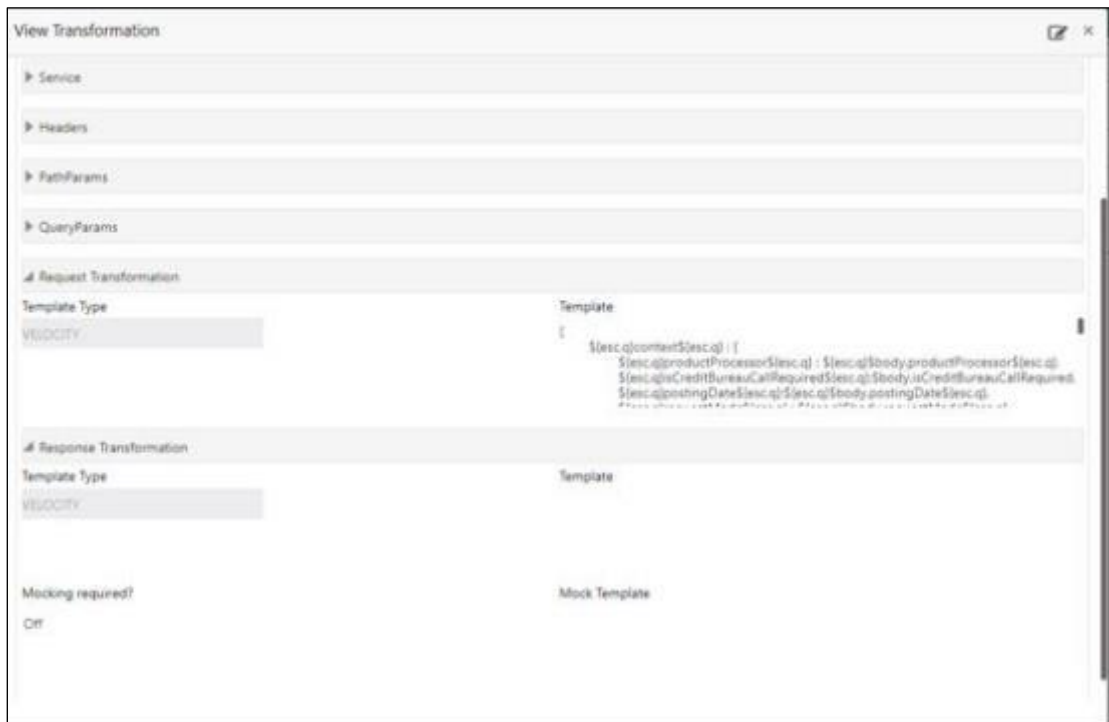 View Transformation
Service
Headers
PathParams
QueryParams
Request Transformation
Template Type
Template
VELOCITY
{
$(esc.q)context$(esc.q) : {
$(esc.q)productProcessor$(esc.q) : $(esc.q)$body.productProcessor$(esc.q),
$(esc.q)isCreditBureauCallRequired$(esc.q):$body.isCreditBureauCallRequired,
$(esc.q)postingDate$(esc.q):$(esc.q)$body.postingDate$(esc.q),
Response Transformation
Template Type
Template
VELOCITY
Mocking required?
Mock Template
Off